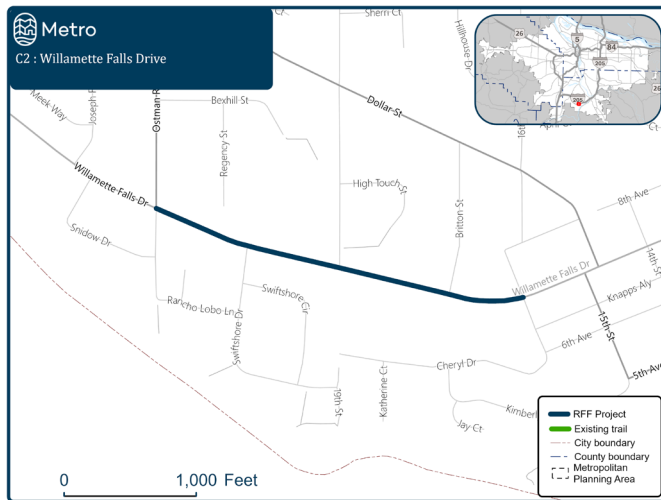 Metro
C2 : Willamette Falls Drive
Sherri Ct
Hillhouse Dr
26
5
84
205
205
26
Meek Way
Ostman Rd
Bexhill St
Regency St
Dollar St
16th
Ct
High Touch St
Britton St
8th Ave
14th St
Willamette Falls Dr
Snidow Dr
Willamette Falls Dr
Knapps Aly
Rancho Lobo Ln
Swiftshore Dr
Swiftshore Cir
15th St
6th Ave
5th Ave
Cheryl Dr
19th St
Katherine Ct
Jay Ct
RFF Project
Existing trail
City boundary
County boundary
Metropolitan
Planning Area
0
1,000 Feet